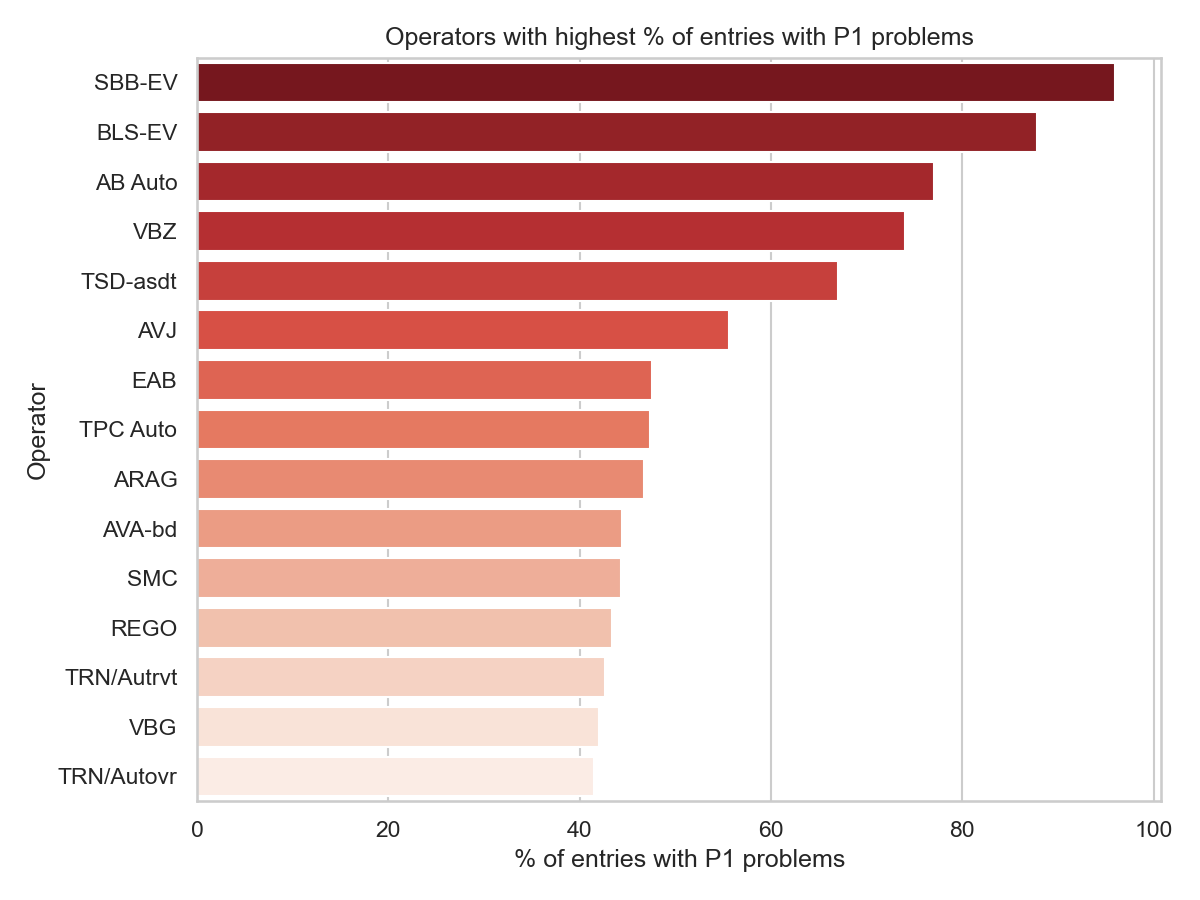 Operators with highest % of entries with P1 problems
SBB-EV
BLS-EV
AB Auto
VBZ
TSD-asdt
AVJ
EAB
TPC Auto
ARAG
AVA-bd
SMC
REGO
TRN/Autrvt
VBG
TRN/Autovr
Operator
0 20 40 60 80 100
% of entries with P1 problems